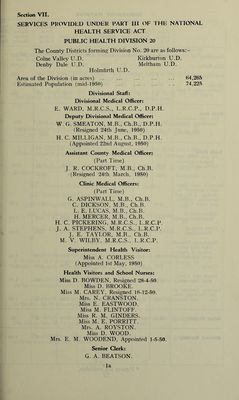 Section VII.
SERVICES PROVIDED UNDER PART III OF THE NATIONAL
HEALTH SERVICE ACT
PUBLIC HEALTH DIVISION 20
The County Districts forming Division No. 20 are as follows:-
Colne Valley U.D. Kirkburton U.D.
Denby Dale U.D. Meltham U.D.
Holmfirth U.D.
Area of the Division (in acres) ... ... ... 64,265
Estimated Population (mid-1950) ... ... ... 74,225
Divisional Staff:
Divisional Medical Officer:
E. WARD, M.R.C.S., L.R.C.P., D.P.H.
Deputy Divisional Medical Officer:
W. G. SMEATON, M.B., Ch.B., D.P.H.
(Resigned 24th June, 1950)
H. C. MILLIGAN, M.B., Ch.B., D.P.H.
(Appointed 22nd August, 1950)
Assistant County Medical Officer:
(Part Time)
J. R. COCKROFT, M.B., Ch.B.
(Resigned 24th March, 1950)
Clinic Medical Officers:
(Part Time)
G. ASPINWALL, M.B., Ch.B.
C. DICKSON, M.B., Ch.B.
I. E. LUCAS, M.B., Ch.B.
H. MERCER, M.B., Ch.B.
H. C. PICKERING, M.R.C.S., L.R.C.P.
J. A. STEPHENS, M.R.C.S., L.R.C.P.
J. E. TAYLOR, M.B., Ch.B.
M. V. WILBY, M.R.C.S., L.R.C.P.
Superintendent Health Visitor:
Miss A. CORLESS
(Appointed 1st May, 1950)
Health Visitors and School Nurses:
Miss D. BOWDEN, Resigned 28-4-50.
Miss D. BROOKE.
Miss M. CAREY, Resigned 16-12-50.
Mrs. N. CRANSTON.
Miss E. EASTWOOD.
Miss M. FLINTOFF.
Miss R. M. GINDERS.
Miss M. E. PORRITT.
Mrs. A. ROYSTON.
Miss D. WOOD.
Mrs. E. M. WOODEND, Appointed 1-5-50.
Senior Clerk:
G. A. BEATSON.
1a